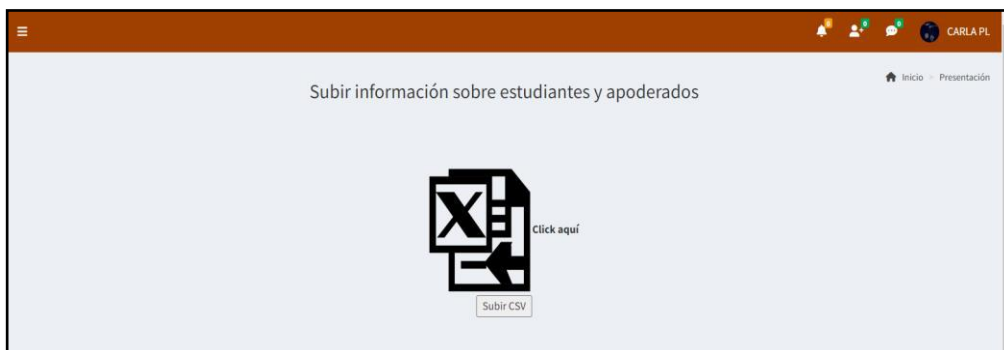 CARLA PL
Inicio
Presentación
Subir información sobre estudiantes y apoderados
X
Click aquí
Subir CSV